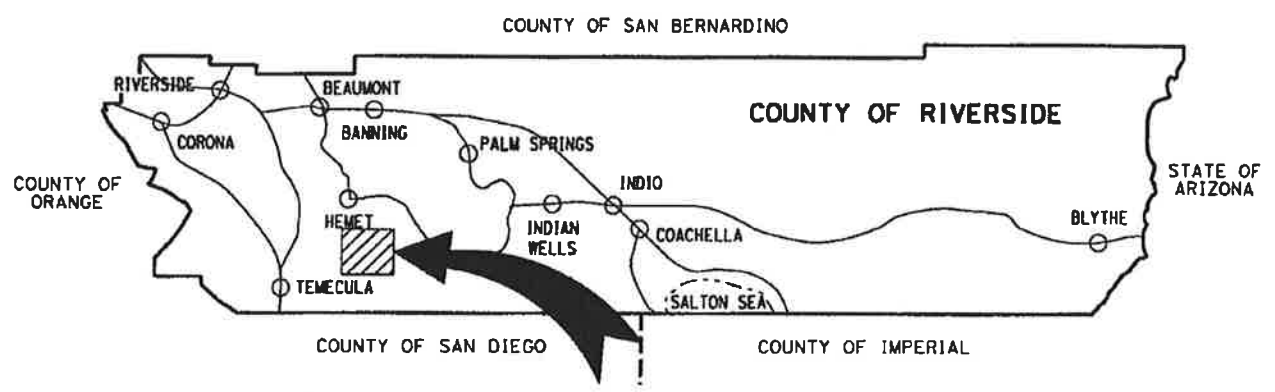 COUNTY OF SAN BERNARDINO
RIVERSIDE
BEAUMONT
BANNING
COUNTY OF RIVERSIDE
CORONA
PALM SPRINGS
COUNTY OF
ORANGE
STATE OF
ARIZONA
INDIO
HEMET
INDIAN
WELLS
COACHELLA
BLYTHE
TEMECULA
SALTON SEA
COUNTY OF SAN DIEGO
COUNTY OF IMPERIAL